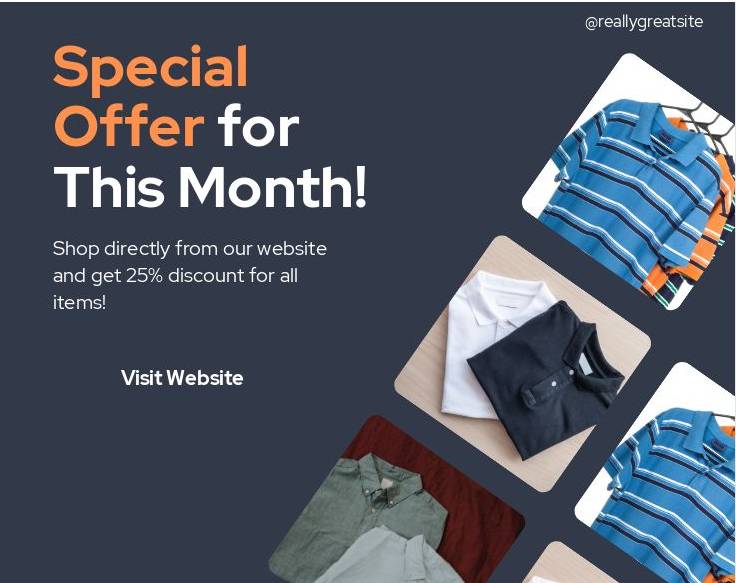 @reallygreatsite
Special
Offer for
This Month!
Shop directly from our website
and get 25% discount for all
items!
Visit Website